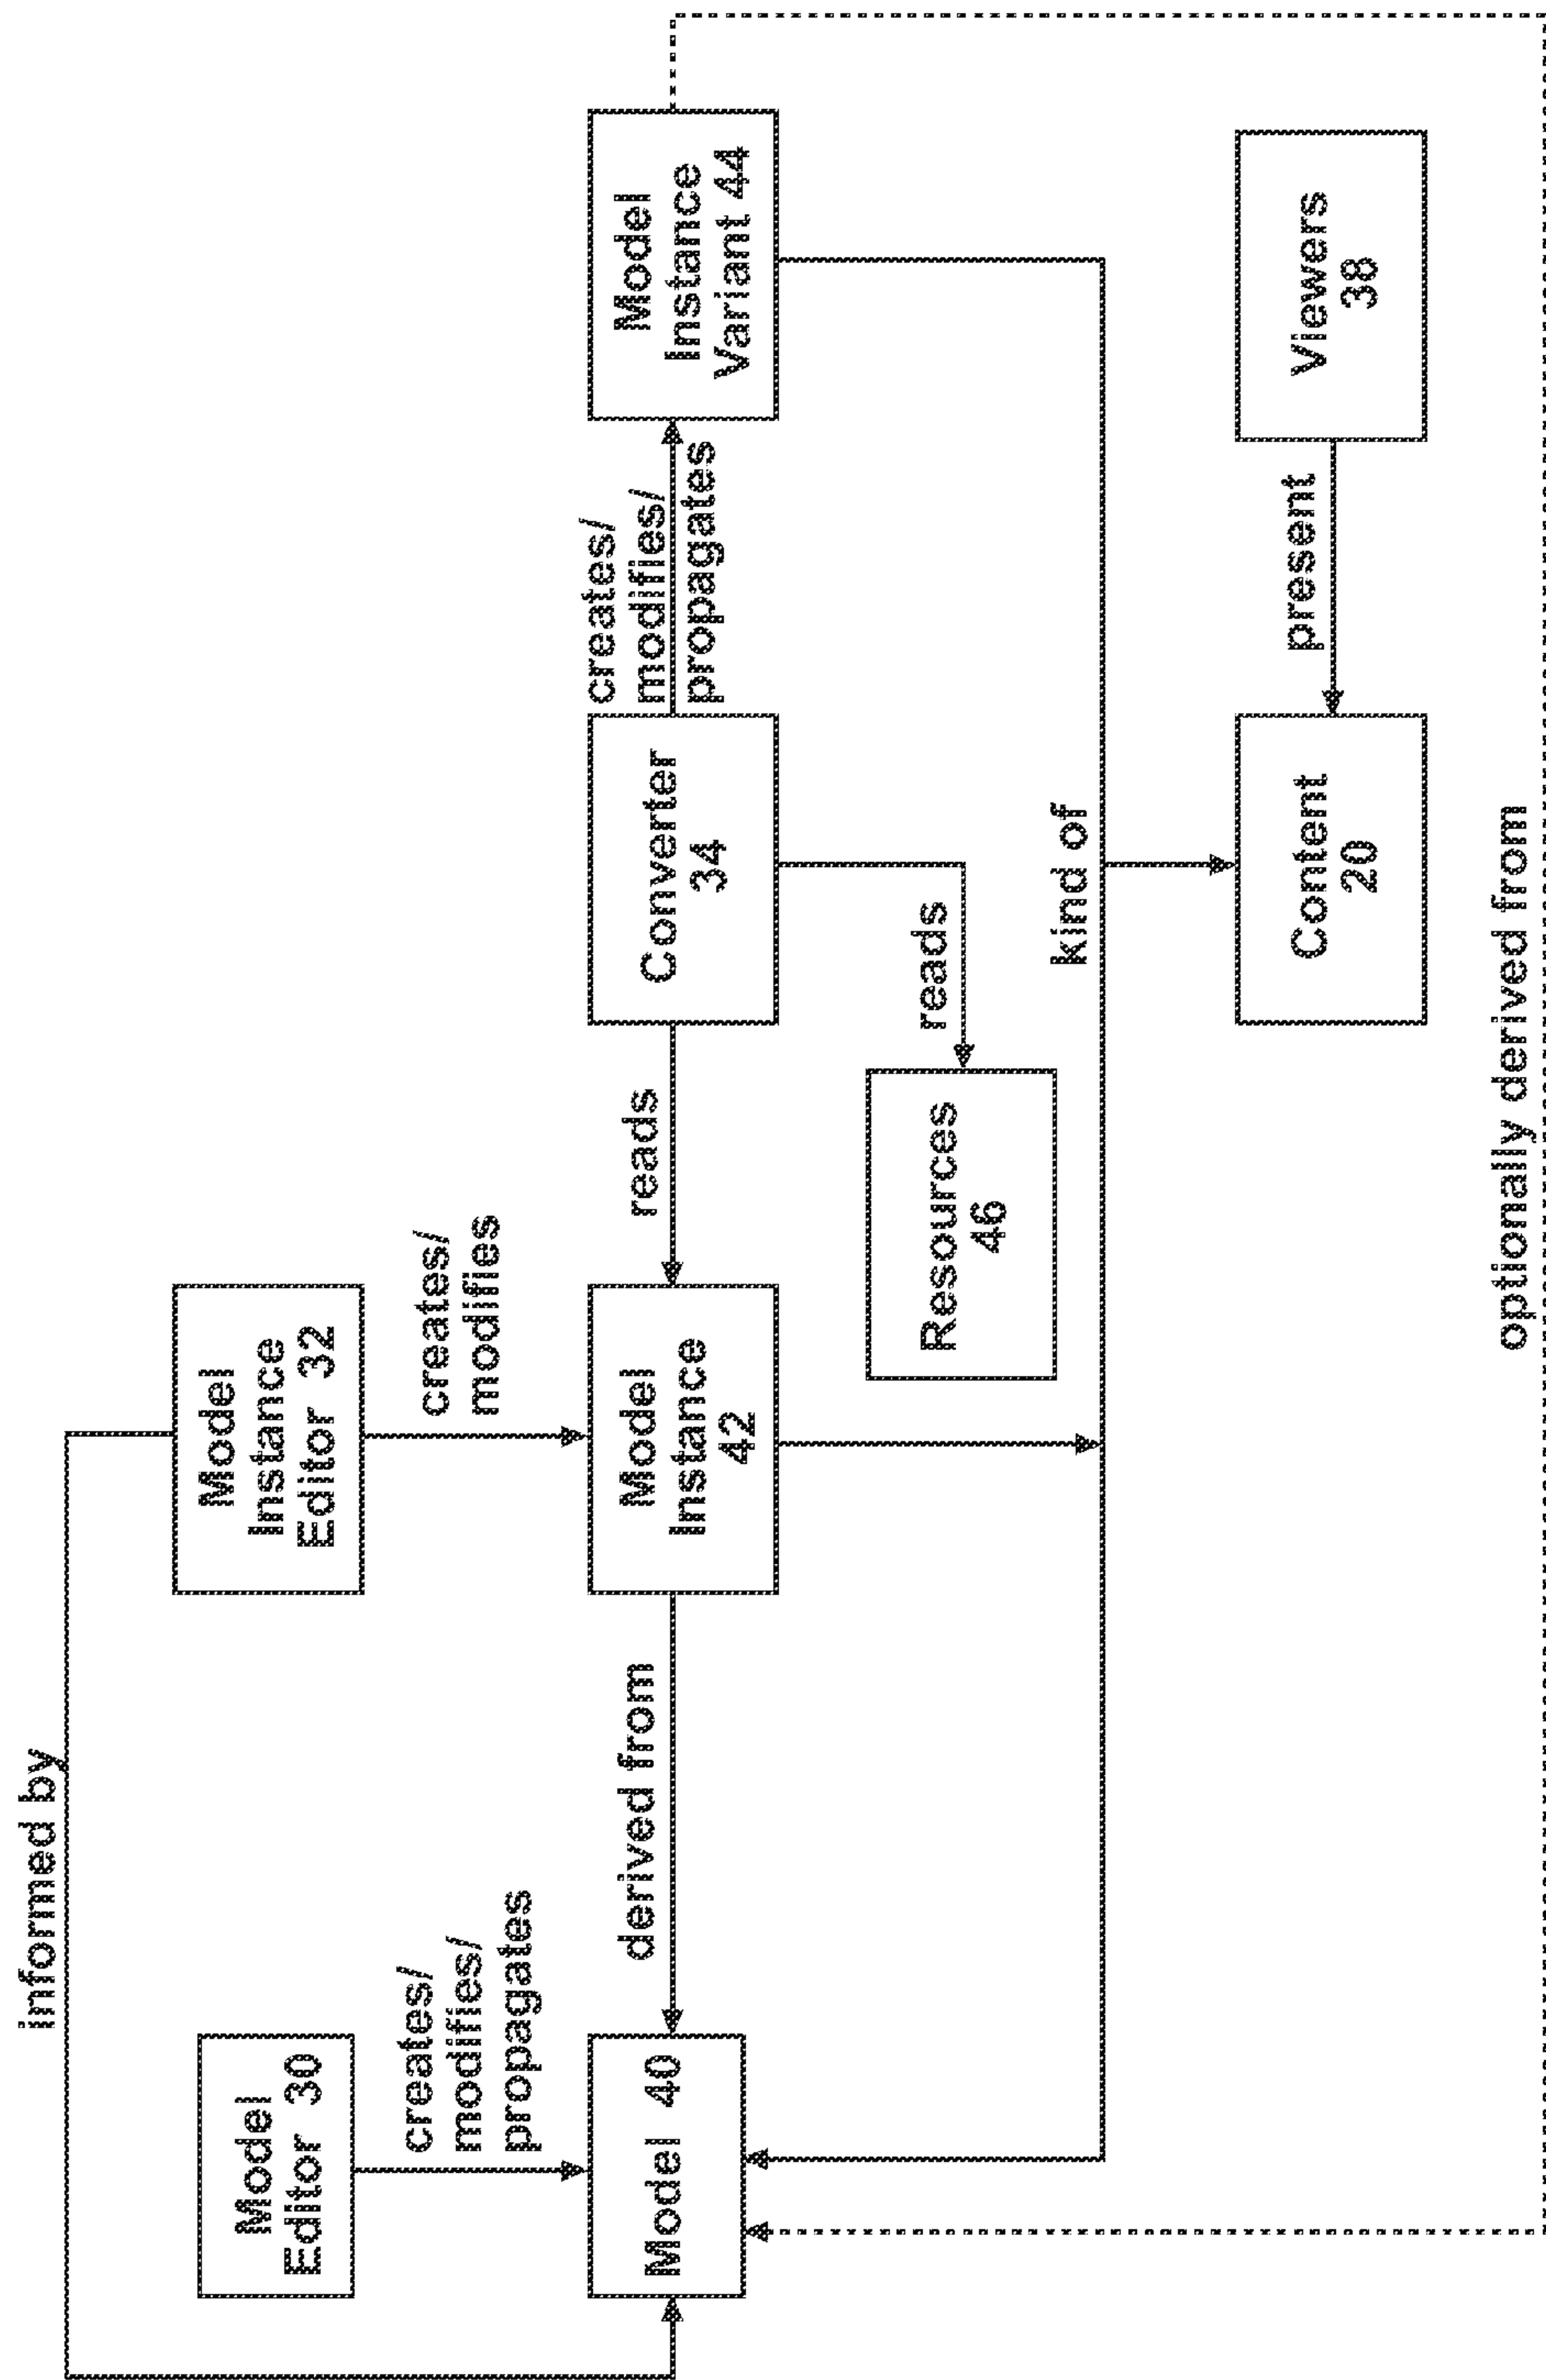 informed by
Model
Editor 30
Model
Instance
Editor 32
creates/
modifies/
propagates
creates/
modifies
Model 40
derived from
Model
Instance
42
reads
Converter
34
creates/
modifies/
propagates
Model
Instance
Variant 44
reads
Resources
46
kind of
Content
20
present
Viewers
38
optionally derived from